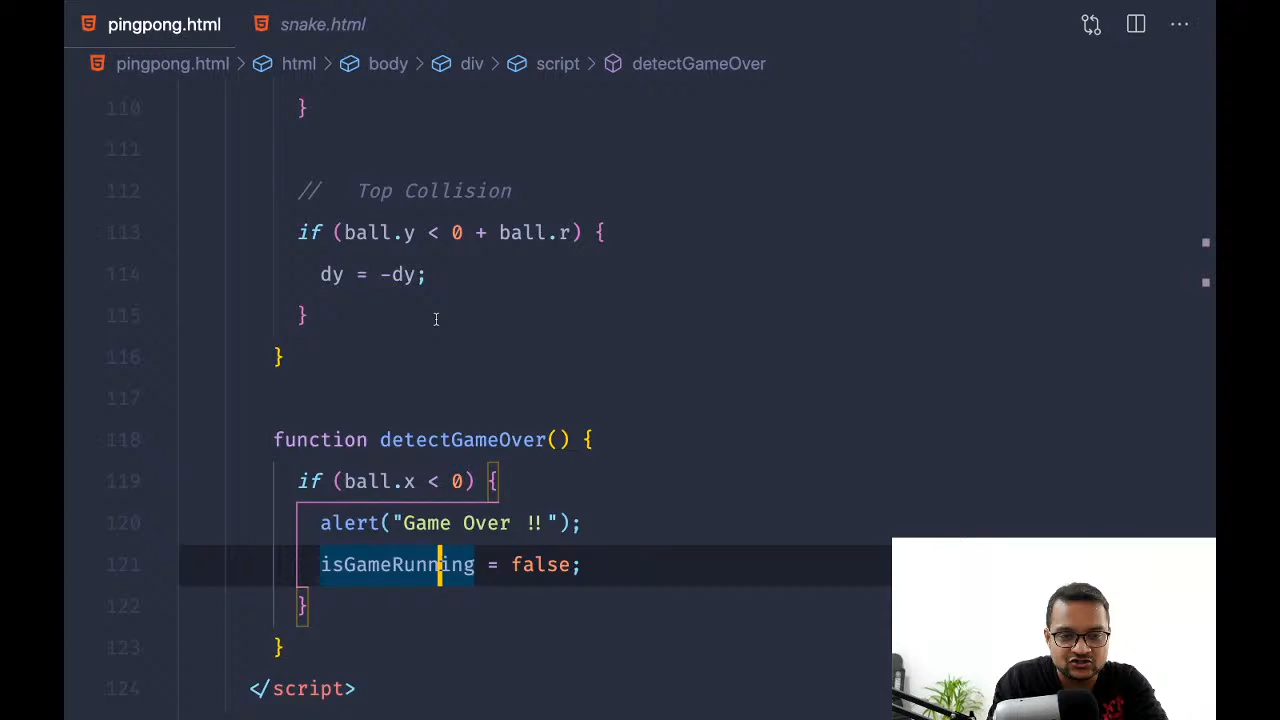 pingpong.html snake.html
pingpong.html > html > body > div > script > detectGameOver
110 }
111
112 // Top Collision
113 if (ball.y < 0 + ball.r) {
114 dy = -dy;
115 }
116 }
117
118 function detectGameOver() {
119 if (ball.x < 0) {
120 alert("Game Over !!");
121 isGameRunning = false;
122 }
123 }
124 </script>